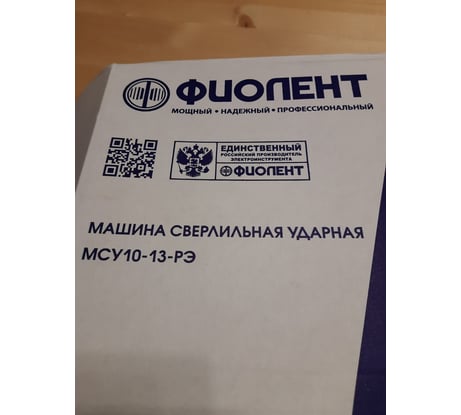 ФИОЛЕНТ
МОЩНЫЙ • НАДЕЖНЫЙ • ПРОФЕССИОНАЛЬНЫЙ
ЕДИНСТВЕННЫЙ
РОССИЙСКИЙ ПРОИЗВОДИТЕЛЬ
ЭЛЕКТРОИНСТРУМЕНТА
ФИОЛЕНТ
МАШИНА СВЕРЛИЛЬНАЯ УДАРНАЯ
МСУ10-13-РЭ